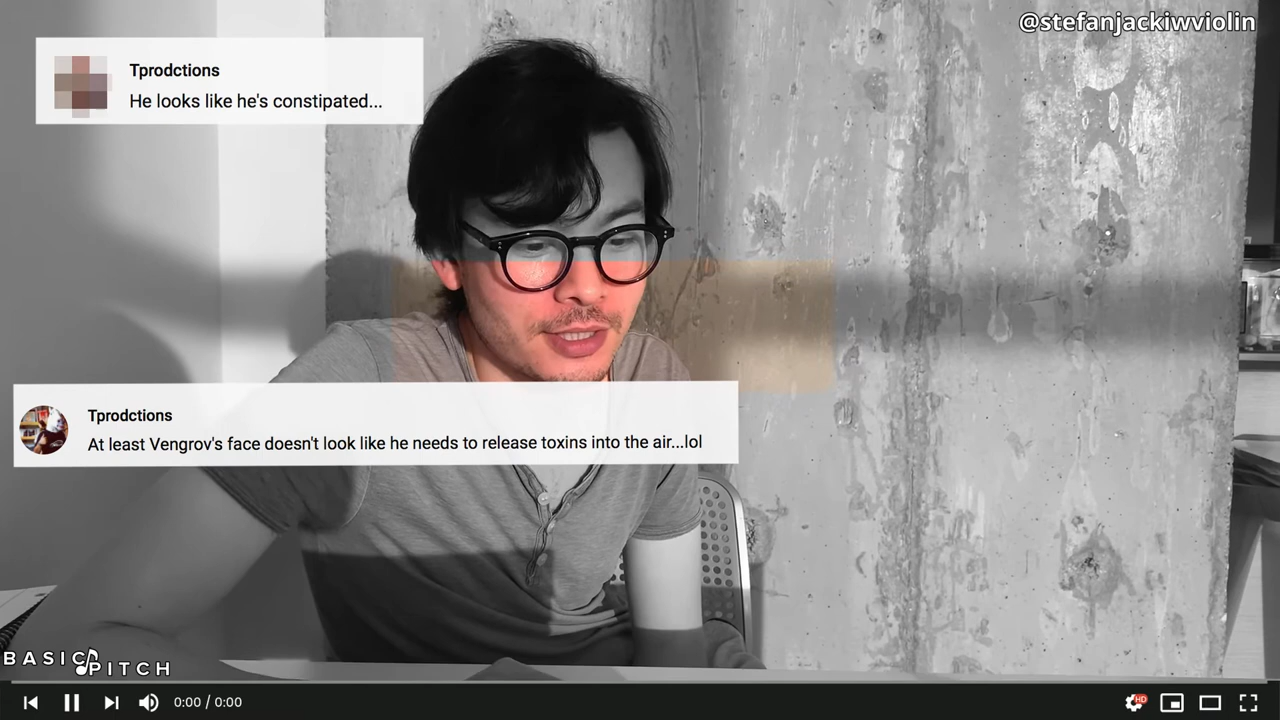 @stefanjackiwviolin
Tprodctions
He looks like he's constipated...
Tprodctions
At least Vengrov's face doesn't look like he needs to release toxins into the air...lol
BASIC
PITCH
0:00 / 0:00
HD